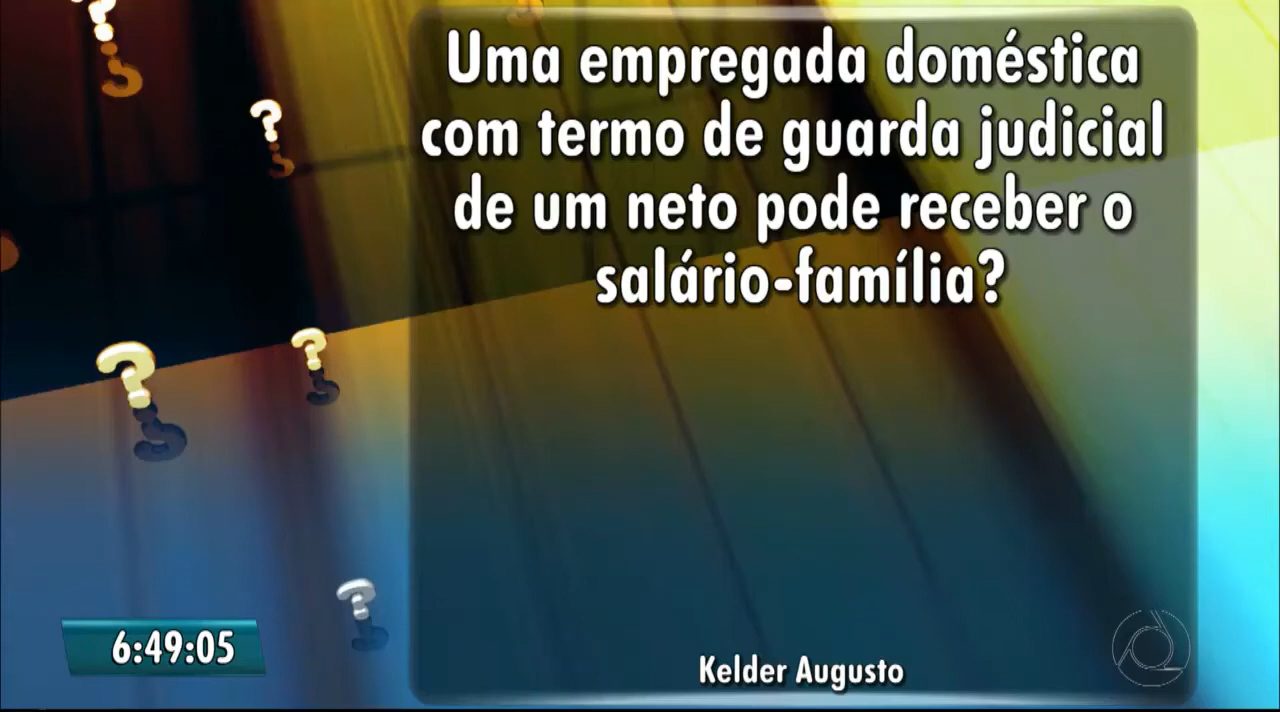 Uma empregada doméstica
com termo de guarda judicial
de um neto pode receber o
salário-família?
6:49:05
Kelder Augusto